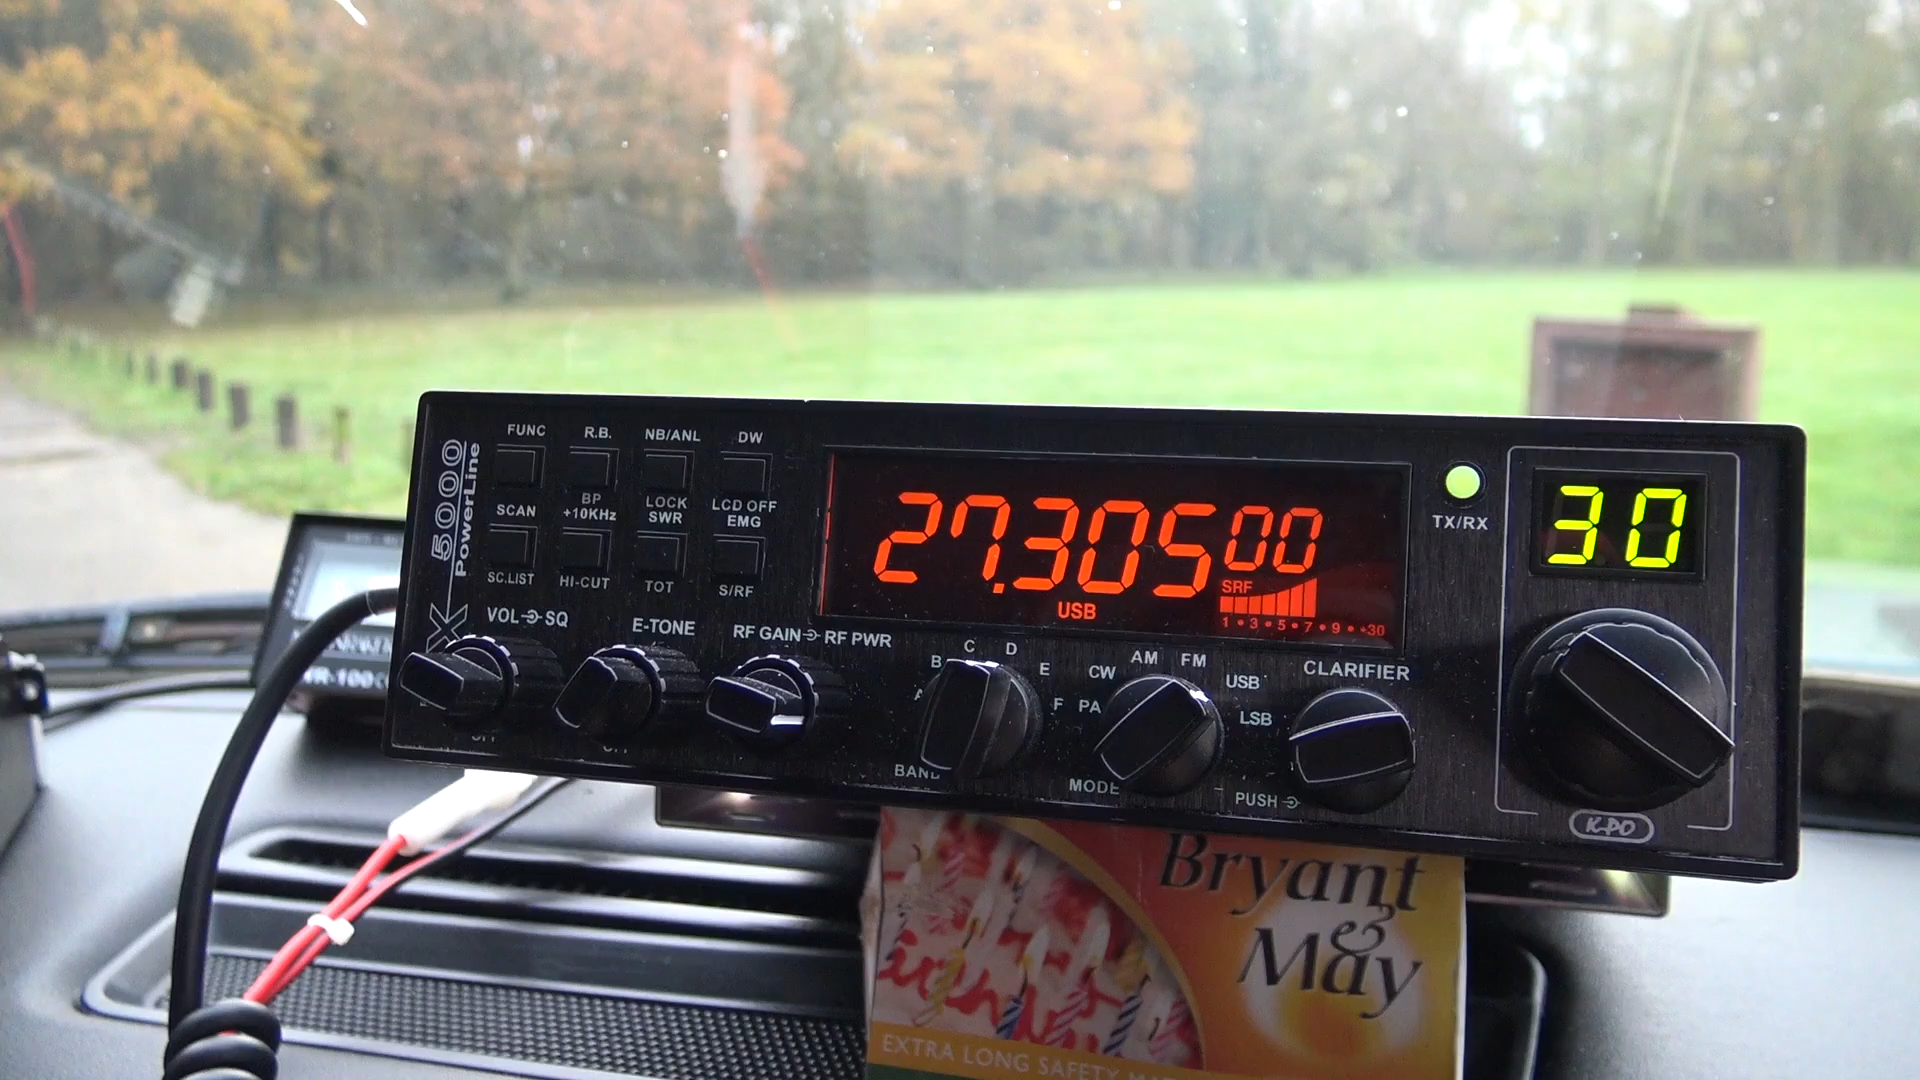 FUNC R.B. NB/ANL DW
SCAN BP +10KHz LOCK SWR LCD OFF EMG
SC.LIST HI-CUT TOT S/RF
5000
PowerLine
27.30500
USB
SRF
1 • 3 • 5 • 7 • 9 • +30
TX/RX
30
VOL SQ E-TONE RF GAIN RF PWR
B C D E F
BAND
PA CW AM FM USB LSB
MODE
CLARIFIER
PUSH
K-PO
Bryant
&
May
EXTRA LONG SAFETY